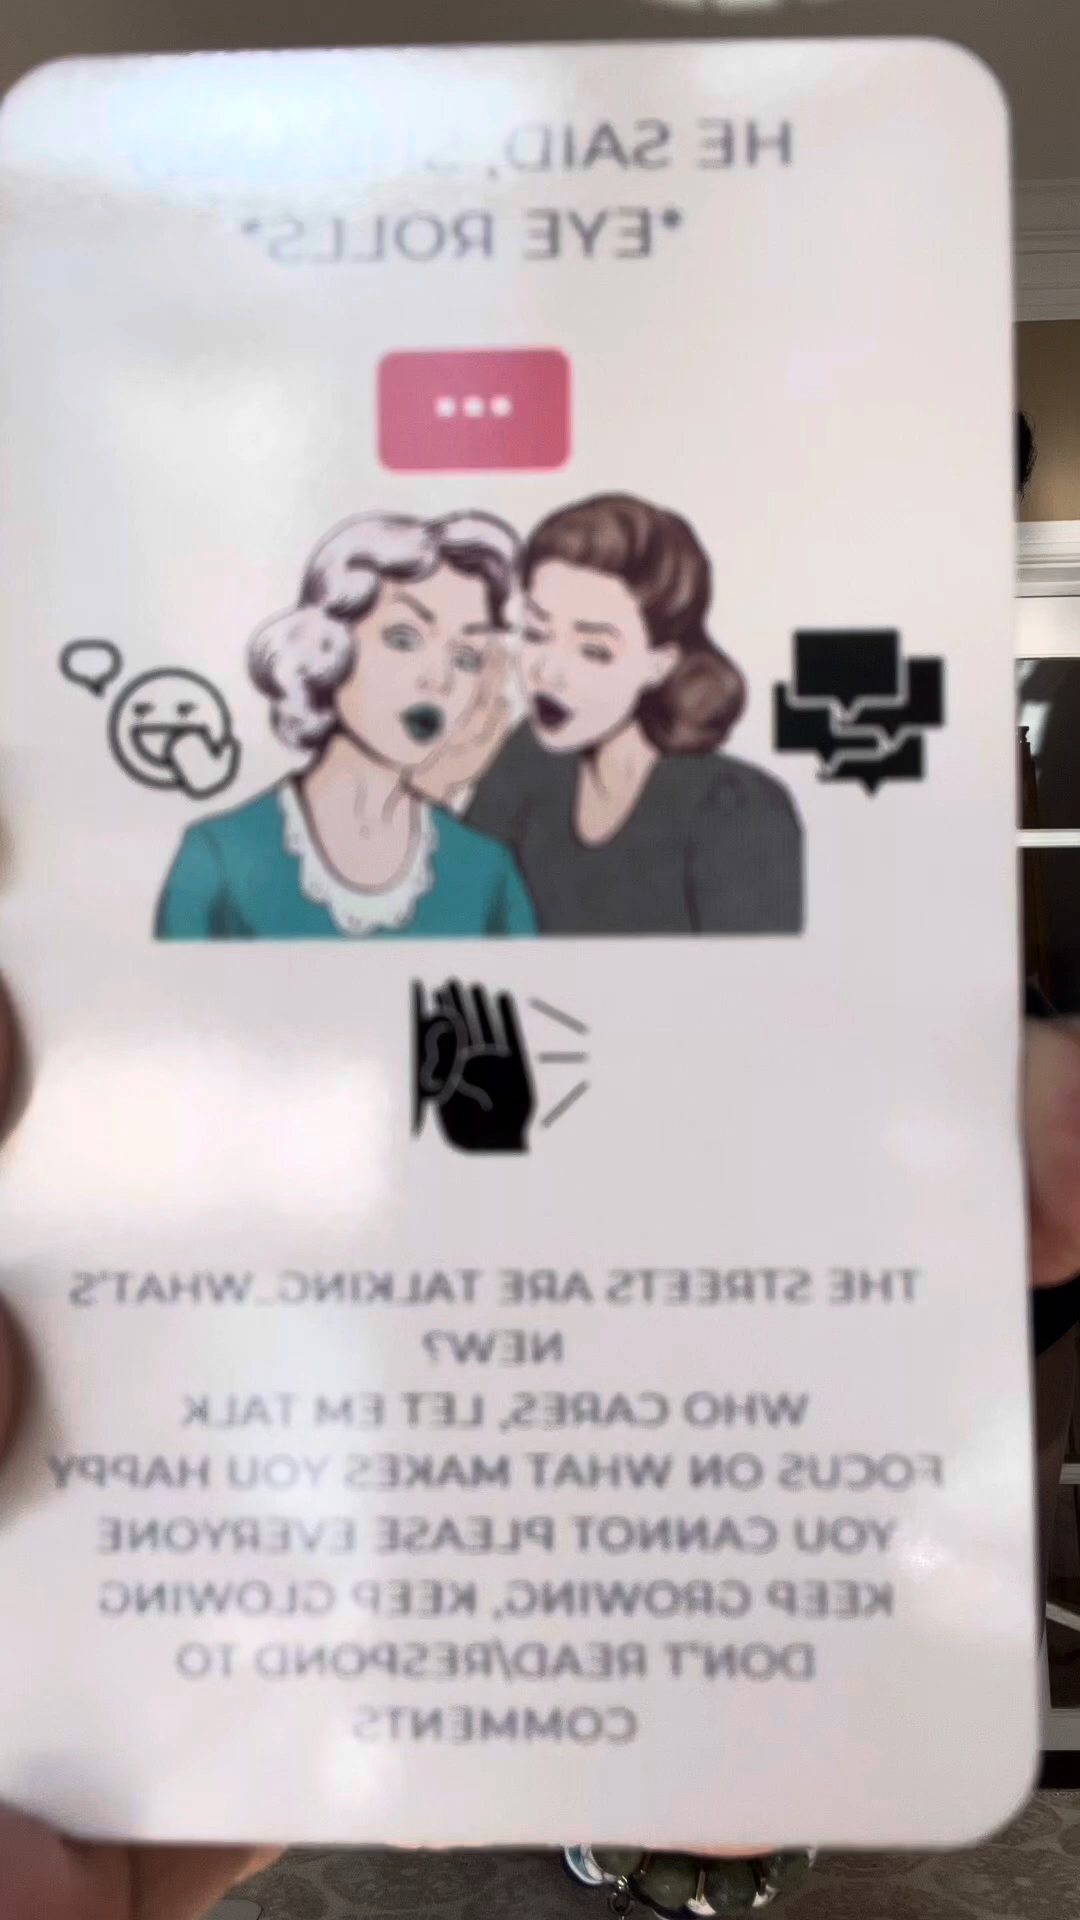 HE SAID, S
*EYE ROLLS*
THE STREETS ARE TALKING...WHAT'S
NEW?
WHO CARES, LET EM TALK
FOCUS ON WHAT MAKES YOU HAPPY
YOU CANNOT PLEASE EVERYONE
KEEP GROWING, KEEP GLOWING
DON'T READ/RESPOND TO
COMMENTS